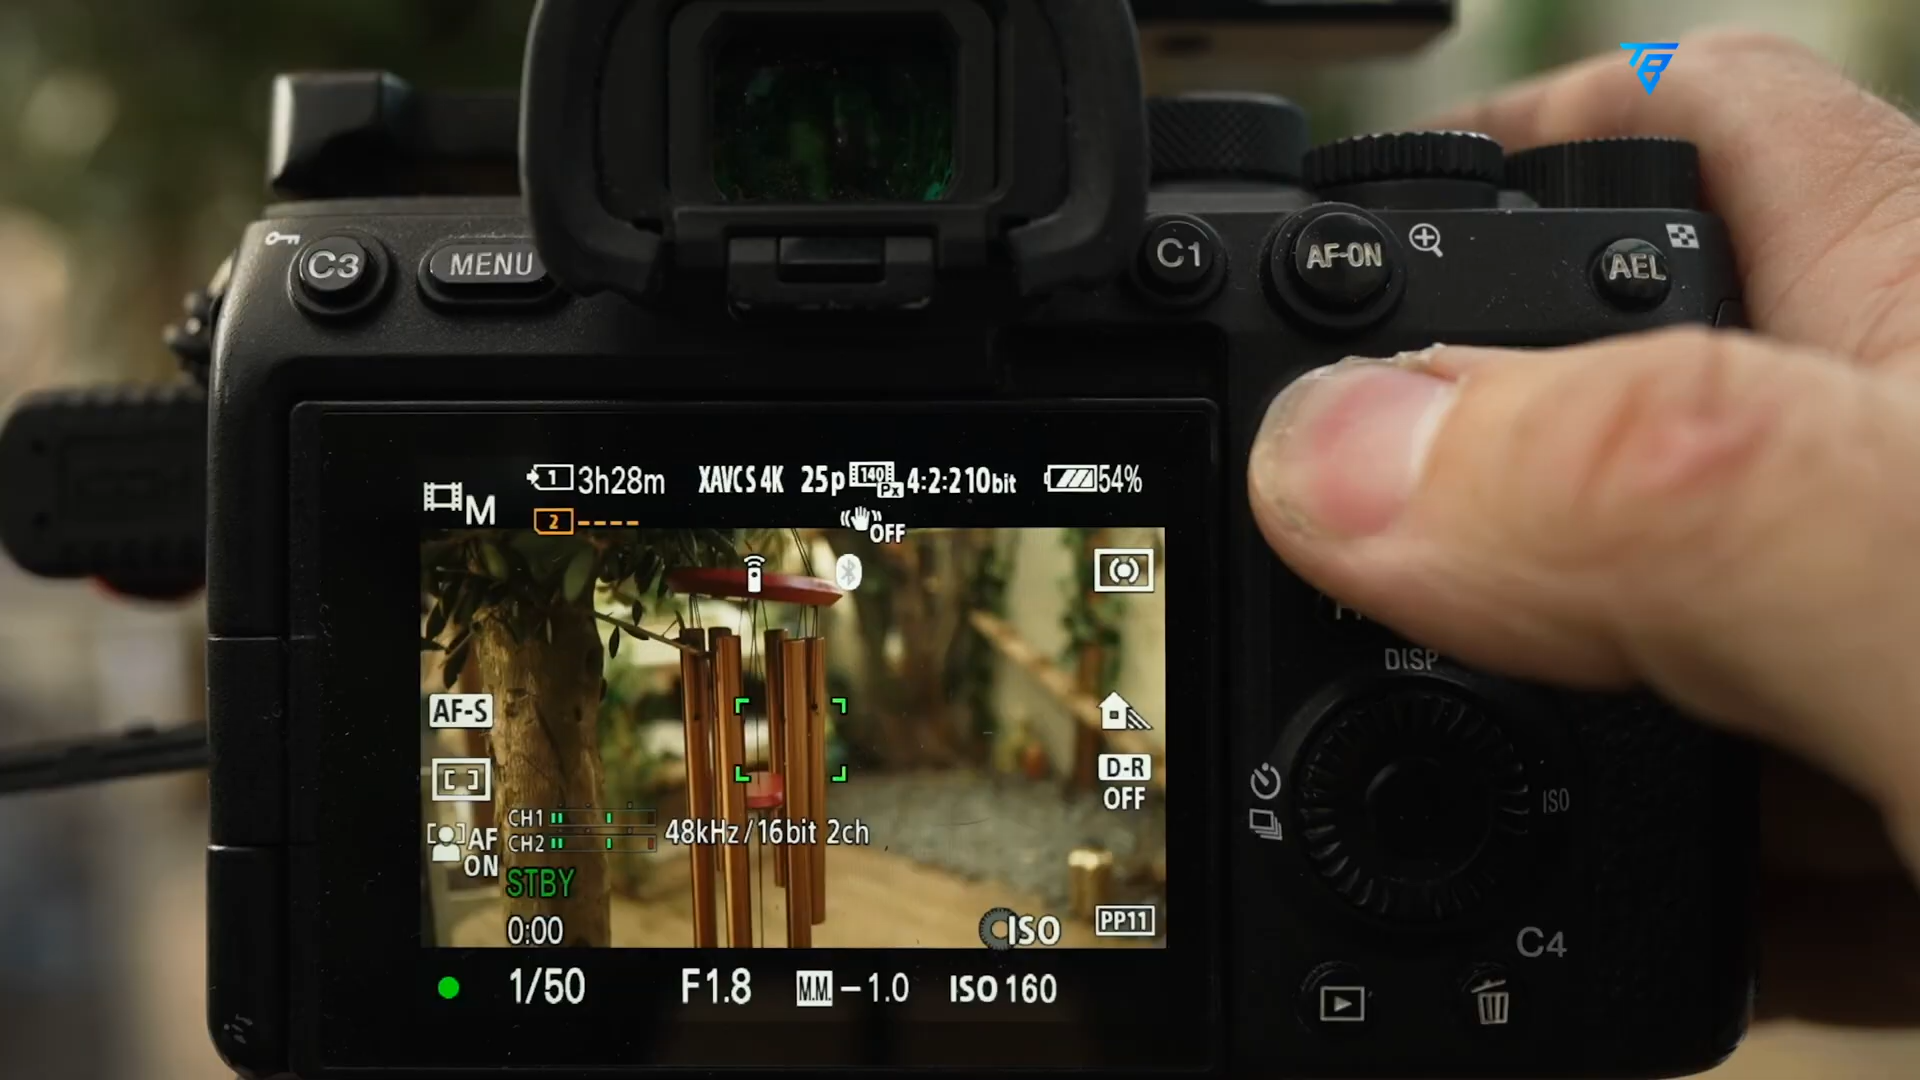 C3
MENU
C1
AF-ON
AEL
1 3h28m XAVC S 4K 25p 140 Px 4:2:2 10bit 54%
M
2 ----
OFF
AF-S
D-R
OFF
AF
ON
CH1
CH2
48kHz/16bit 2ch
STBY
0:00
ISO
PP11
1/50 F1.8 M.M. -1.0 ISO 160
DISP
ISO
C4